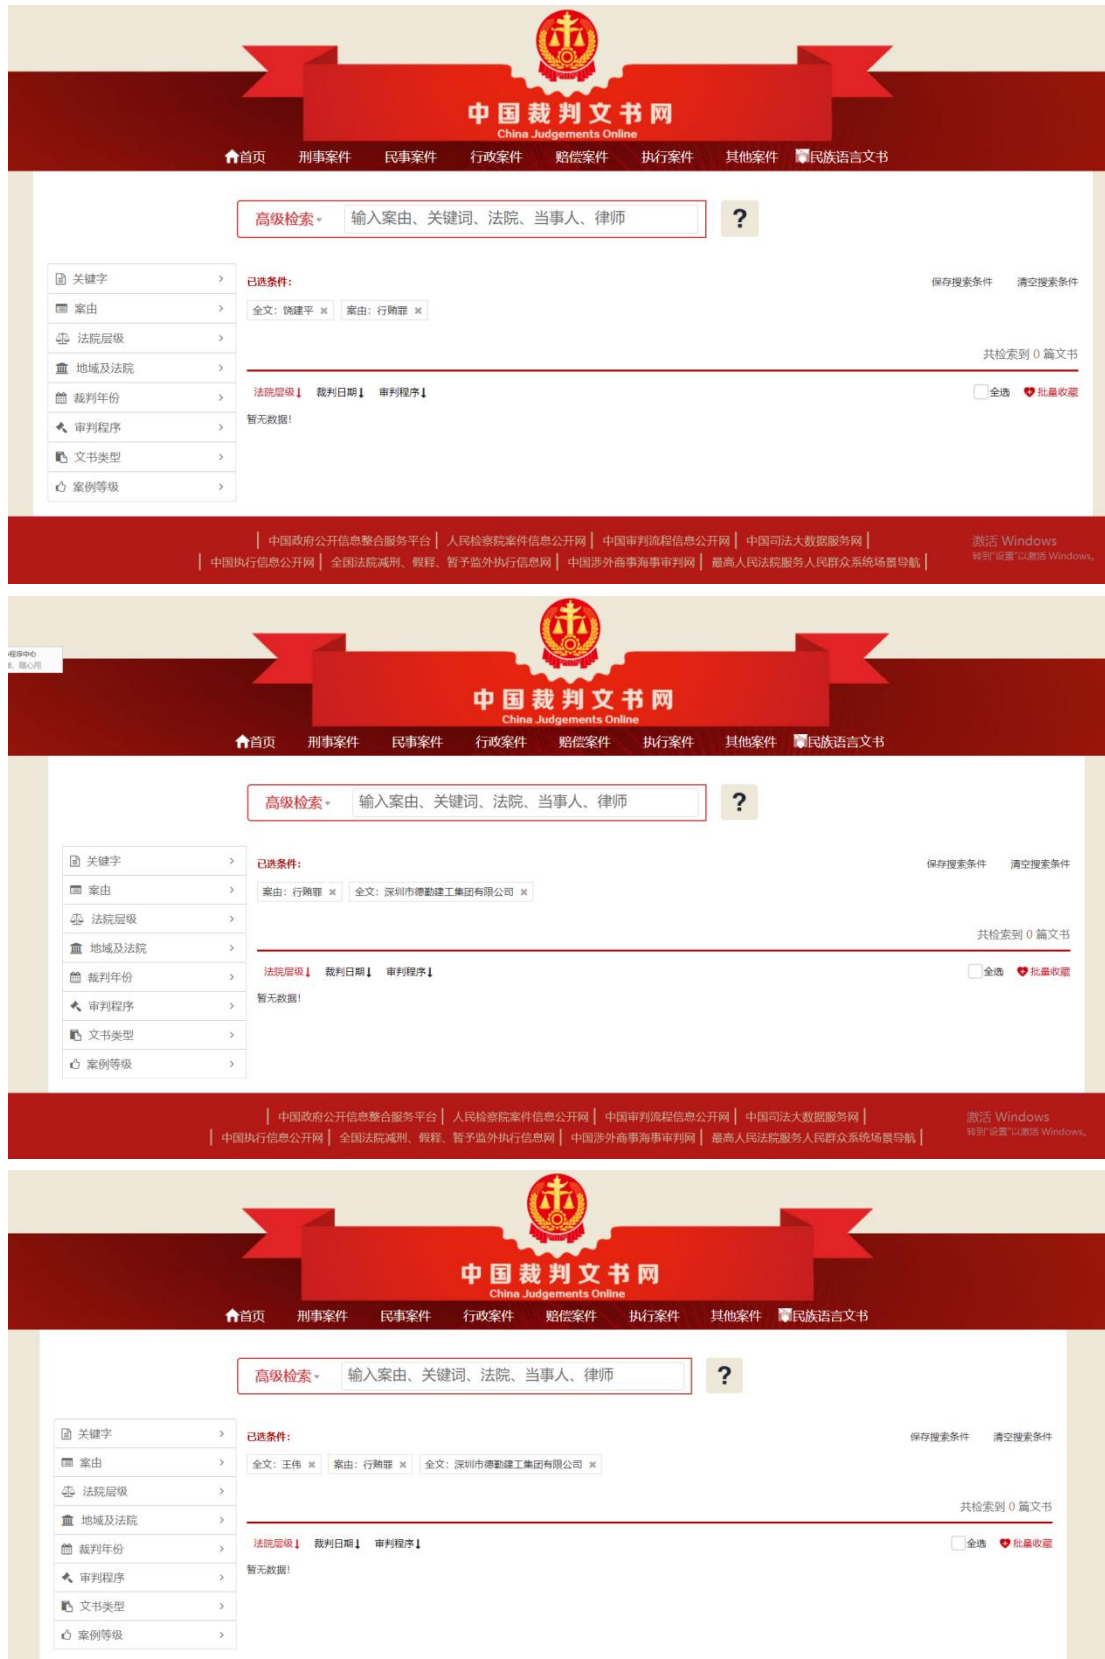 中国裁判文书网
China Judgements Online
首页 刑事案件 民事案件 行政案件 赔偿案件 执行案件 其他案件 民族语言文书
高级检索 输入案由、关键词、法院、当事人、律师 ?
关键字
案由
法院层级
地域及法院
裁判年份
审判程序
文书类型
案例等级
已选条件: 保存搜索条件 清空搜索条件
全文: 饶建平 × 案由: 行贿罪 ×
共检索到 0 篇文书
法院层级 裁判日期 审判程序 全选 批量收藏
暂无数据!
中国政府公开信息整合服务平台 | 人民检察院案件信息公开网 | 中国审判流程信息公开网 | 中国司法大数据服务网 |
| 中国执行信息公开网 | 全国法院减刑、假释、暂予监外执行信息网 | 中国涉外商事海事审判网 | 最高人民法院服务人民群众系统场景导航 |
激活 Windows
转到"设置"以激活 Windows。
程序中心
随心用
中国裁判文书网
China Judgements Online
首页 刑事案件 民事案件 行政案件 赔偿案件 执行案件 其他案件 民族语言文书
高级检索 输入案由、关键词、法院、当事人、律师 ?
关键字
案由
法院层级
地域及法院
裁判年份
审判程序
文书类型
案例等级
已选条件: 保存搜索条件 清空搜索条件
案由: 行贿罪 × 全文: 深圳市德勤建工集团有限公司 ×
共检索到 0 篇文书
法院层级 裁判日期 审判程序 全选 批量收藏
暂无数据!
中国政府公开信息整合服务平台 | 人民检察院案件信息公开网 | 中国审判流程信息公开网 | 中国司法大数据服务网 |
| 中国执行信息公开网 | 全国法院减刑、假释、暂予监外执行信息网 | 中国涉外商事海事审判网 | 最高人民法院服务人民群众系统场景导航 |
激活 Windows
转到"设置"以激活 Windows。
中国裁判文书网
China Judgements Online
首页 刑事案件 民事案件 行政案件 赔偿案件 执行案件 其他案件 民族语言文书
高级检索 输入案由、关键词、法院、当事人、律师 ?
关键字
案由
法院层级
地域及法院
裁判年份
审判程序
文书类型
案例等级
已选条件: 保存搜索条件 清空搜索条件
全文: 王伟 × 案由: 行贿罪 × 全文: 深圳市德勤建工集团有限公司 ×
共检索到 0 篇文书
法院层级 裁判日期 审判程序 全选 批量收藏
暂无数据!